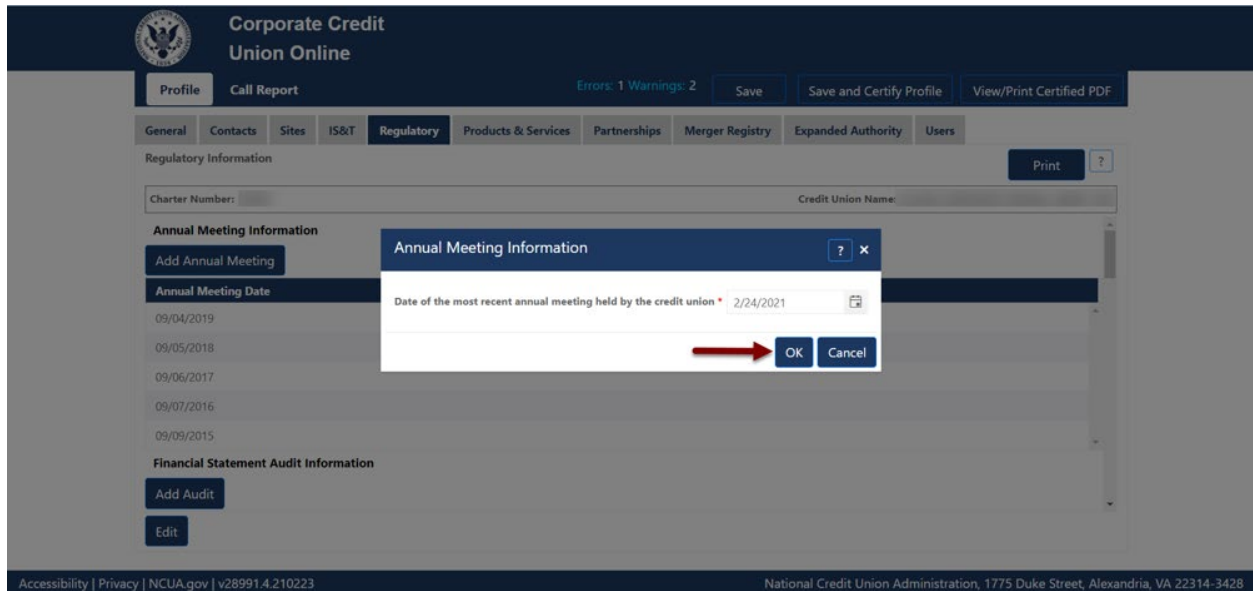 Corporate Credit
Union Online
Profile Call Report Errors: 1 Warnings: 2 Save Save and Certify Profile View/Print Certified PDF
General Contacts Sites IS&T Regulatory Products & Services Partnerships Merger Registry Expanded Authority Users
Regulatory Information Print ?
Charter Number: Credit Union Name:
Annual Meeting Information
Add Annual Meeting
Annual Meeting Date
09/04/2019
09/05/2018
09/06/2017
09/07/2016
09/09/2015
Annual Meeting Information ? ×
Date of the most recent annual meeting held by the credit union * 2/24/2021
OK Cancel
Financial Statement Audit Information
Add Audit
Edit
Accessibility | Privacy | NCUA.gov | v28991.4.210223 National Credit Union Administration, 1775 Duke Street, Alexandria, VA 22314-3428